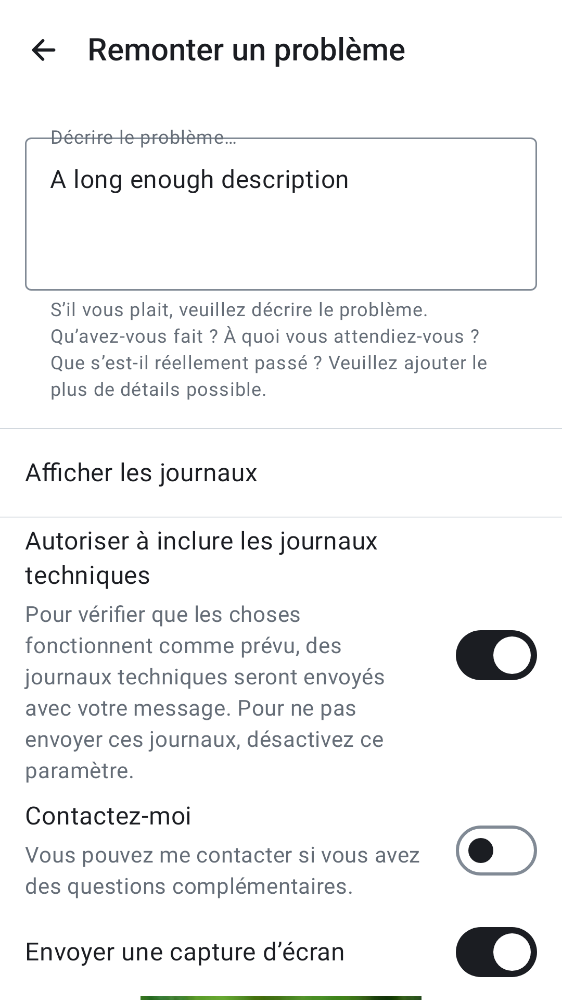 Remonter un problème
Décrire le problème…
A long enough description
S’il vous plait, veuillez décrire le problème.
Qu’avez-vous fait ? À quoi vous attendiez-vous ?
Que s’est-il réellement passé ? Veuillez ajouter le
plus de détails possible.
Afficher les journaux
Autoriser à inclure les journaux
techniques
Pour vérifier que les choses
fonctionnent comme prévu, des
journaux techniques seront envoyés
avec votre message. Pour ne pas
envoyer ces journaux, désactivez ce
paramètre.
Contactez-moi
Vous pouvez me contacter si vous avez
des questions complémentaires.
Envoyer une capture d’écran